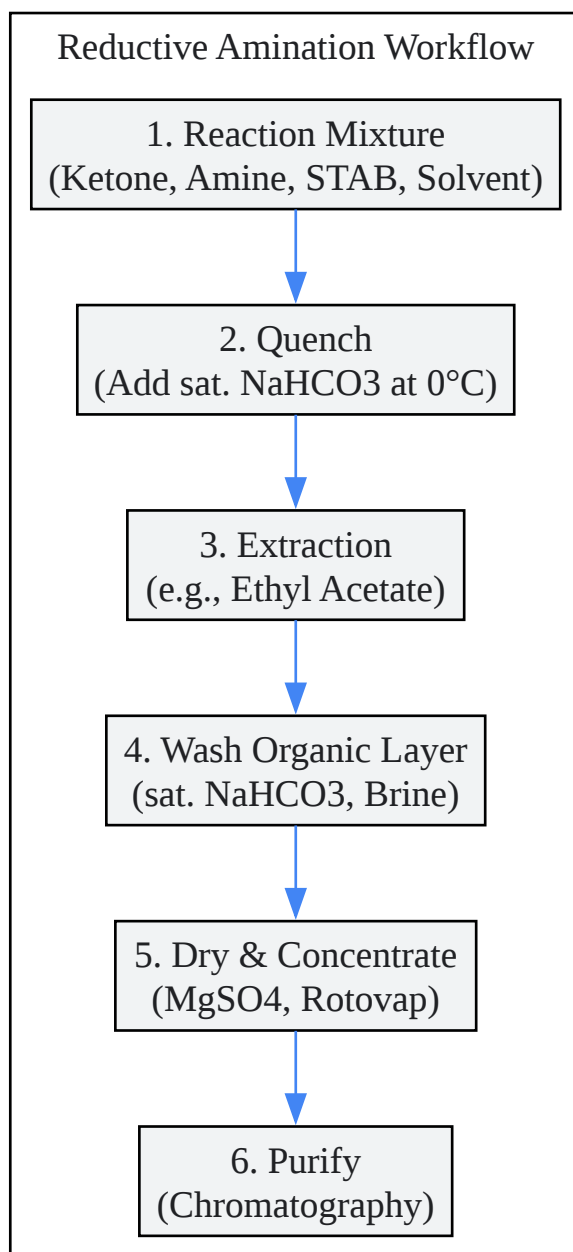 Reductive Amination Workflow
1. Reaction Mixture
(Ketone, Amine, STAB, Solvent)
2. Quench
(Add sat. NaHCO3 at 0°C)
3. Extraction
(e.g., Ethyl Acetate)
4. Wash Organic Layer
(sat. NaHCO3, Brine)
5. Dry & Concentrate
(MgSO4, Rotovap)
6. Purify
(Chromatography)